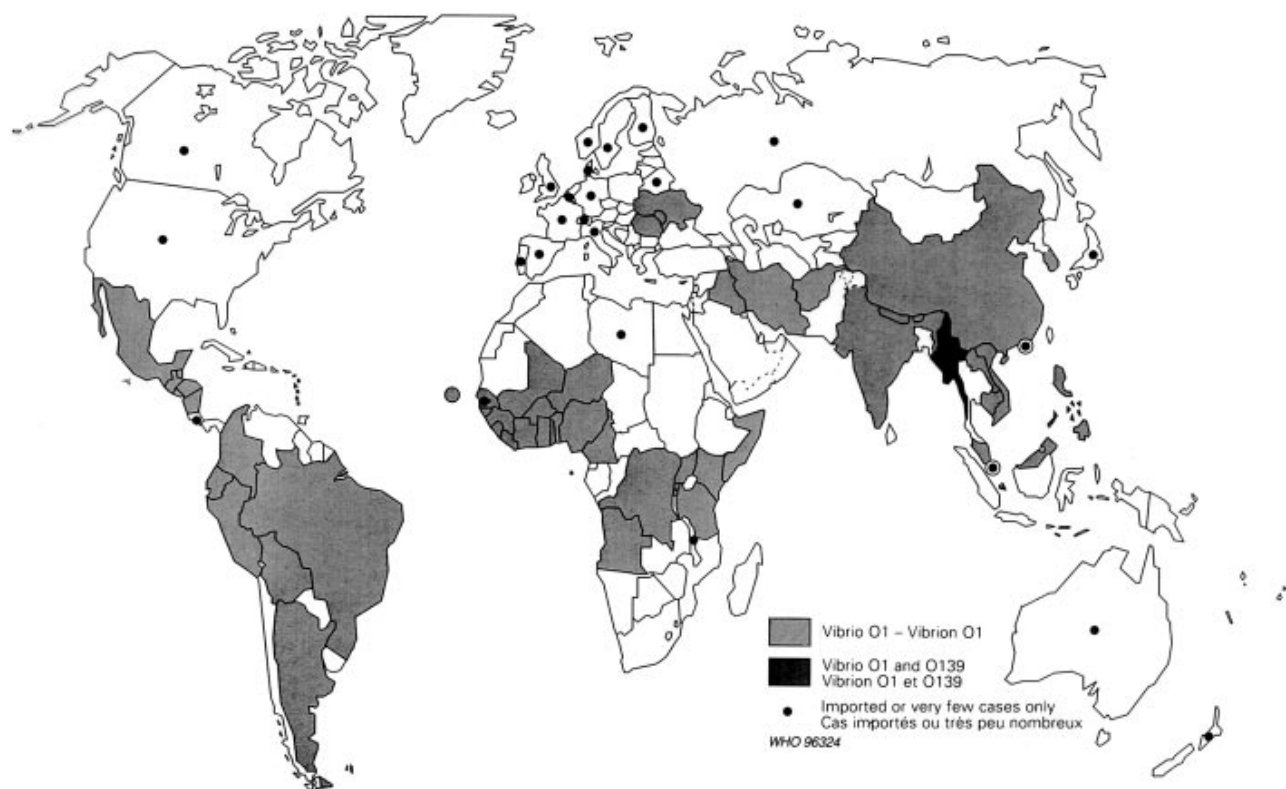 Vibrio O1 – Vibrion O1
Vibrio O1 and O139
Vibrion O1 et O139
Imported or very few cases only
Cas importés ou très peu nombreux
WHO 96324